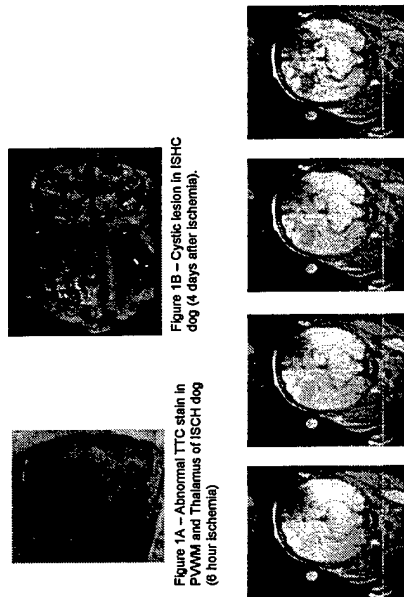 Figure 1A – Abnormal TTC stain in
PVWM and Thalamus of ISCH dog
(6 hour ischemia)
Figure 1B – Cystic lesion in ISHC
dog (4 days after ischemia).